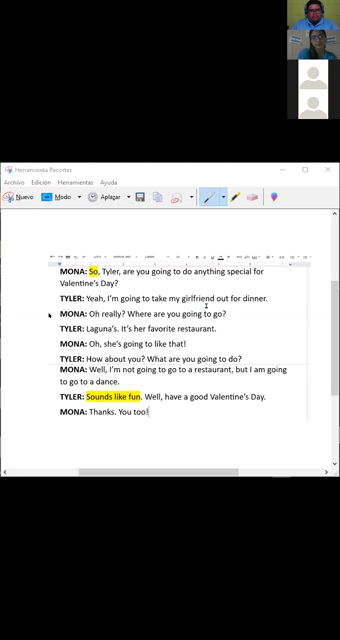 Herramienta Recortes
Archivo Edición Herramientas Ayuda
Nuevo Modo Aplazar
MONA: So, Tyler, are you going to do anything special for
Valentine's Day?
TYLER: Yeah, I'm going to take my girlfriend out for dinner.
MONA: Oh really? Where are you going to go?
TYLER: Laguna's. It's her favorite restaurant.
MONA: Oh, she's going to like that!
TYLER: How about you? What are you going to do?
MONA: Well, I'm not going to go to a restaurant, but I am going
to go to a dance.
TYLER: Sounds like fun. Well, have a good Valentine's Day.
MONA: Thanks. You too!